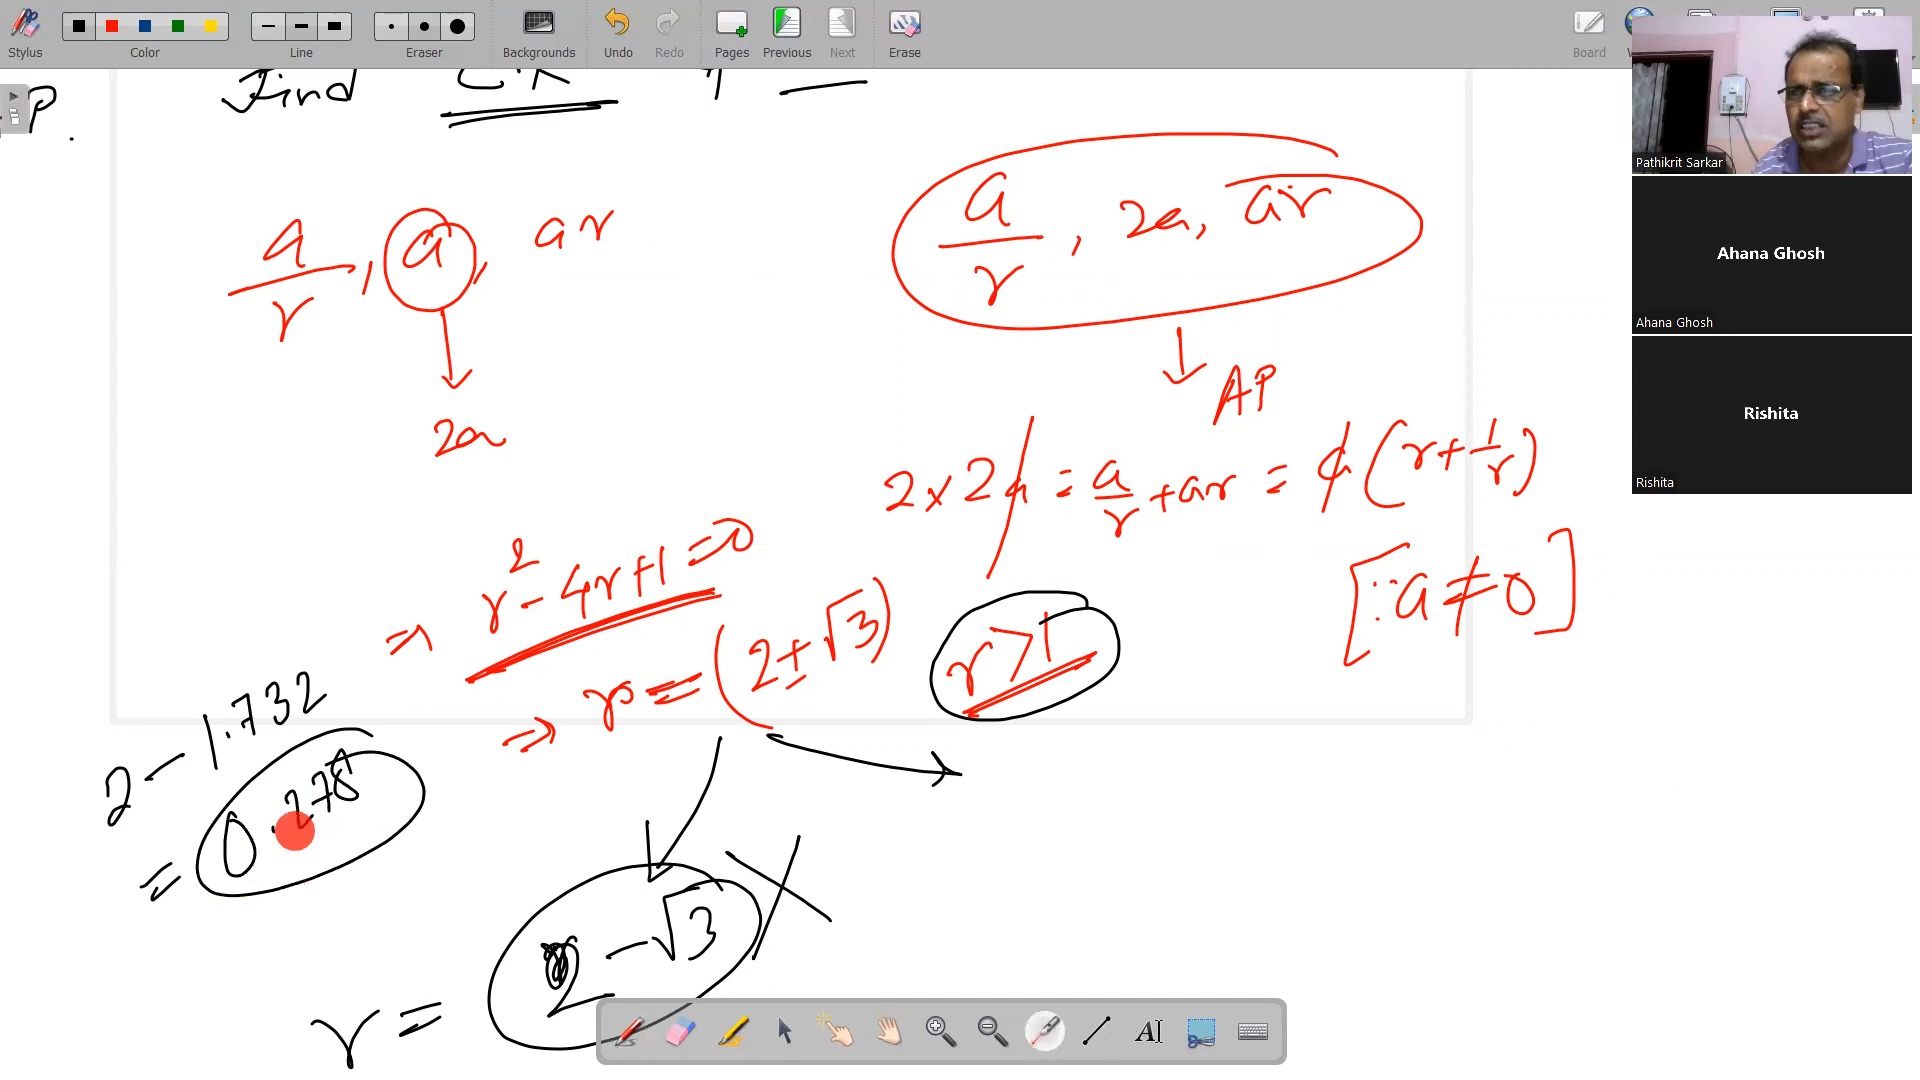 Stylus Color Line Eraser Backgrounds Undo Redo Pages Previous Next Erase Board
P. Find C.R of
a/r, a, ar
2a
a/r, 2a, ar
AP
2 × 2a = a/r + ar = a(r + 1/r)
[∵ a ≠ 0]
⇒ r² - 4r + 1 = 0
⇒ r = (2 ± √3)
r > 1
2 - 1.732
= 0.278
r = 2 - √3
Pathikrit Sarkar
Ahana Ghosh
Ahana Ghosh
Rishita
Rishita